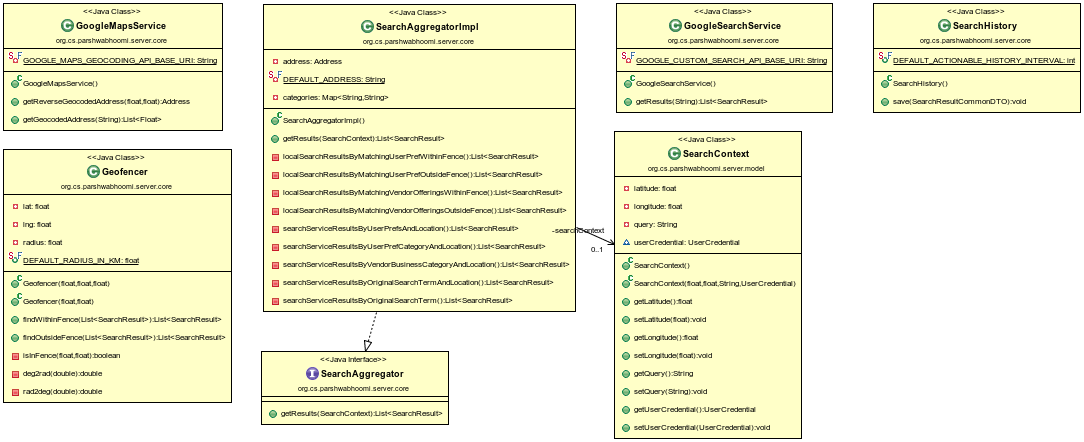 <<Java Class>>
GoogleMapsService
org.cs.parshwabhoomi.server.core
GOOGLE_MAPS_GEOCODING_API_BASE_URI: String
GoogleMapsService()
getReverseGeocodedAddress(float,float):Address
getGeocodedAddress(String):List<Float>
<<Java Class>>
Geofencer
org.cs.parshwabhoomi.server.core
lat: float
lng: float
radius: float
DEFAULT_RADIUS_IN_KM: float
Geofencer(float,float,float)
Geofencer(float,float)
findWithinFence(List<SearchResult>):List<SearchResult>
findOutsideFence(List<SearchResult>):List<SearchResult>
isInFence(float,float):boolean
deg2rad(double):double
rad2deg(double):double
<<Java Class>>
SearchAggregatorImpl
org.cs.parshwabhoomi.server.core
address: Address
DEFAULT_ADDRESS: String
categories: Map<String,String>
SearchAggregatorImpl()
getResults(SearchContext):List<SearchResult>
localSearchResultsByMatchingUserPrefWithinFence():List<SearchResult>
localSearchResultsByMatchingUserPrefOutsideFence():List<SearchResult>
localSearchResultsByMatchingVendorOfferingsWithinFence():List<SearchResult>
localSearchResultsByMatchingVendorOfferingsOutsideFence():List<SearchResult>
searchServiceResultsByUserPrefsAndLocation():List<SearchResult>
searchServiceResultsByUserPrefCategoryAndLocation():List<SearchResult>
searchServiceResultsByVendorBusinessCategoryAndLocation():List<SearchResult>
searchServiceResultsByOriginalSearchTermAndLocation():List<SearchResult>
searchServiceResultsByOriginalSearchTerm():List<SearchResult>
-searchContext
0..1
<<Java Interface>>
SearchAggregator
org.cs.parshwabhoomi.server.core
getResults(SearchContext):List<SearchResult>
<<Java Class>>
GoogleSearchService
org.cs.parshwabhoomi.server.core
GOOGLE_CUSTOM_SEARCH_API_BASE_URI: String
GoogleSearchService()
getResults(String):List<SearchResult>
<<Java Class>>
SearchContext
org.cs.parshwabhoomi.server.model
latitude: float
longitude: float
query: String
userCredential: UserCredential
SearchContext()
SearchContext(float,float,String,UserCredential)
getLatitude():float
setLatitude(float):void
getLongitude():float
setLongitude(float):void
getQuery():String
setQuery(String):void
getUserCredential():UserCredential
setUserCredential(UserCredential):void
<<Java Class>>
SearchHistory
org.cs.parshwabhoomi.server.core
DEFAULT_ACTIONABLE_HISTORY_INTERVAL: int
SearchHistory()
save(SearchResultCommonDTO):void